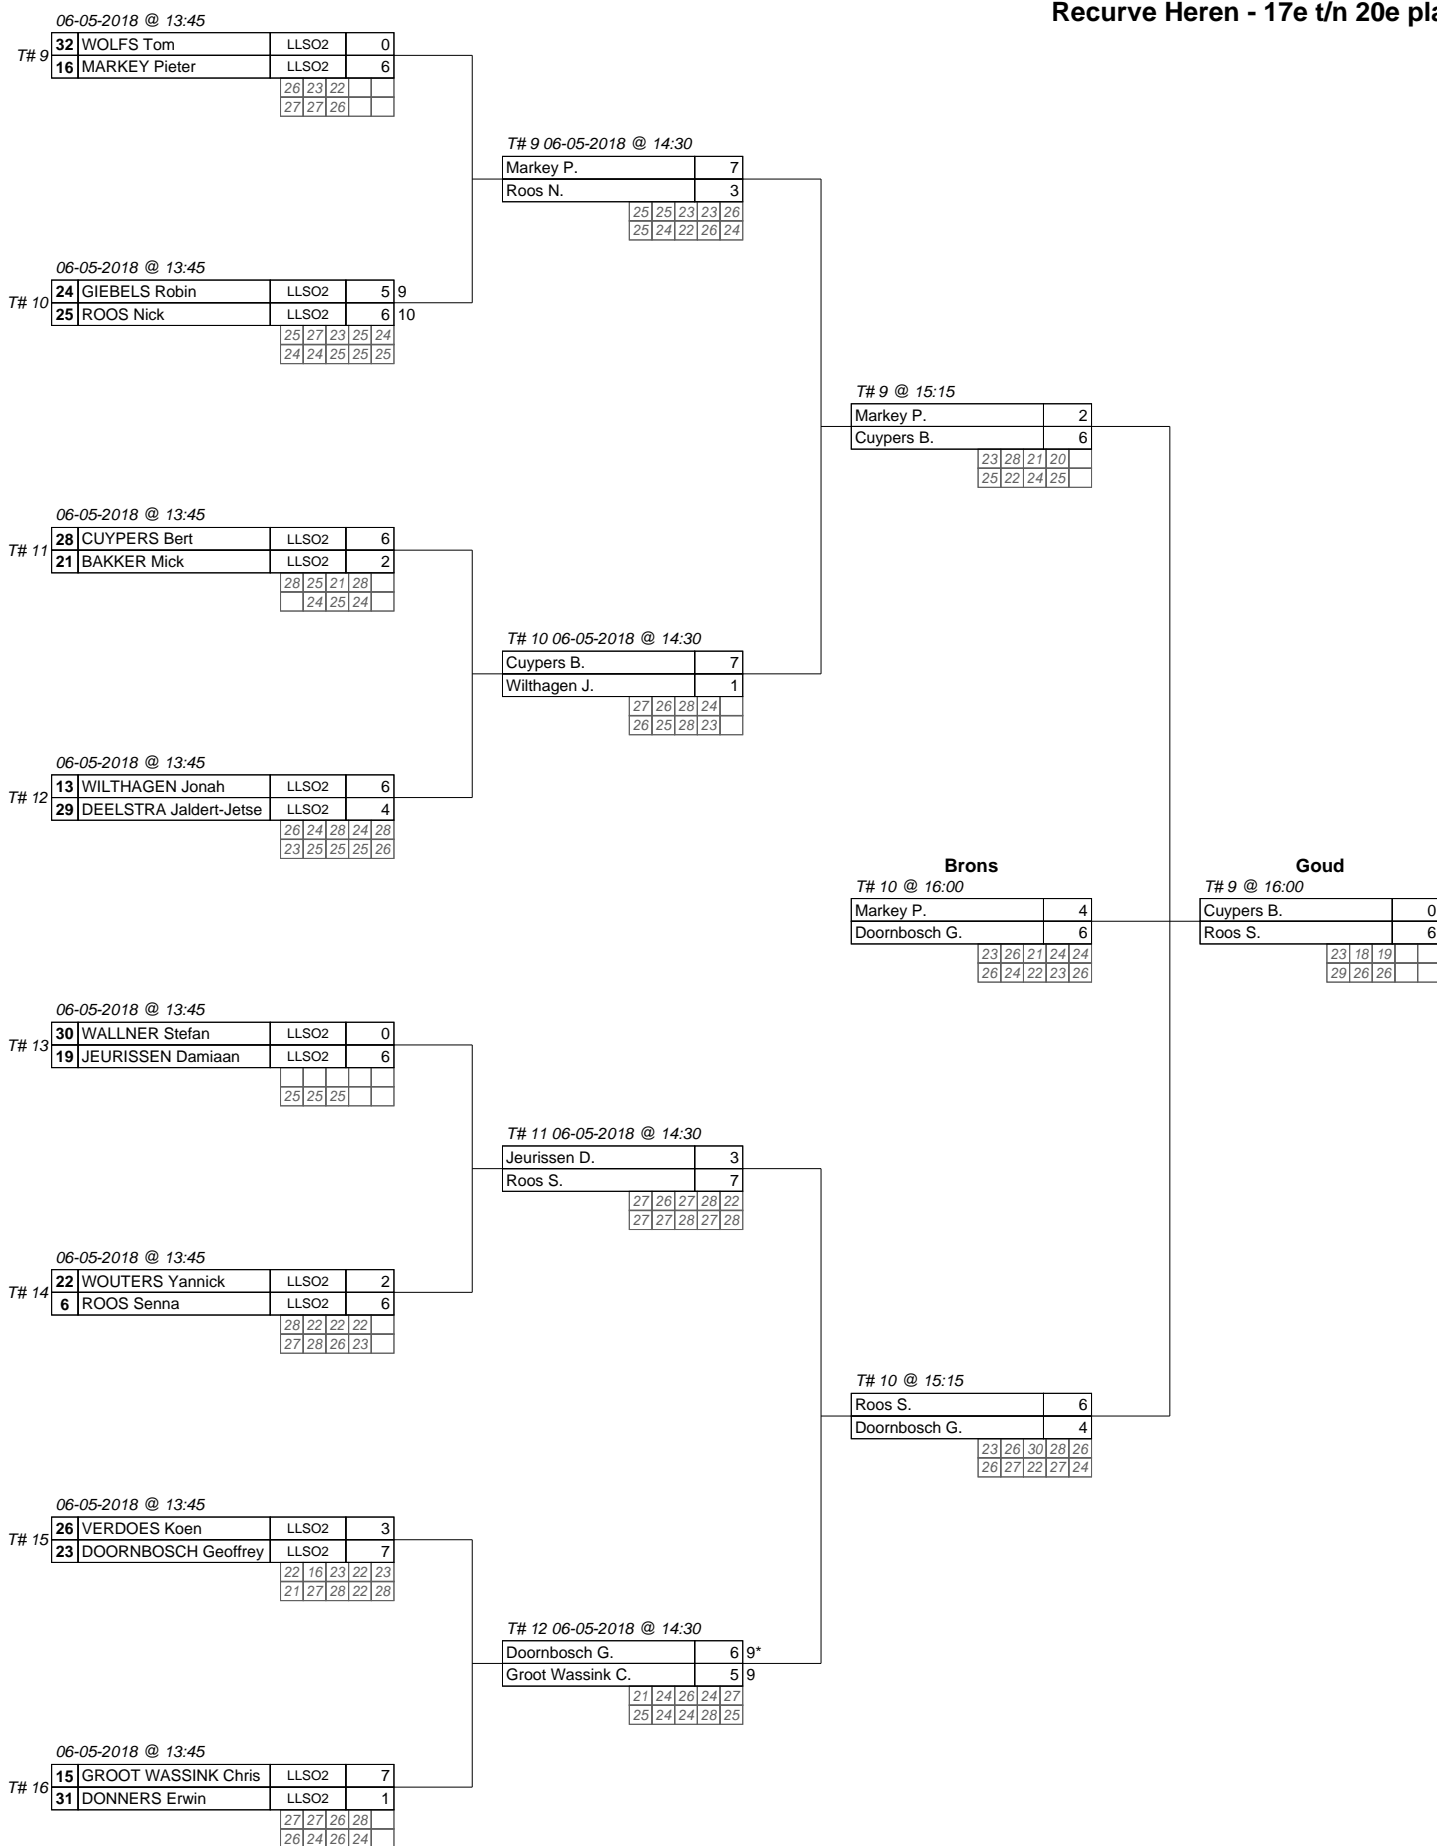 Recurve Heren - 17e t/n 20e pla
06-05-2018 @ 13:45
T# 9
32 WOLFS Tom LLSO2 0
16 MARKEY Pieter LLSO2 6
26 23 22
27 27 26
T# 9 06-05-2018 @ 14:30
Markey P. 7
Roos N. 3
25 25 23 23 26
25 24 22 26 24
06-05-2018 @ 13:45
T# 10
24 GIEBELS Robin LLSO2 5 9
25 ROOS Nick LLSO2 6 10
25 27 23 25 24
24 24 25 25 25
T# 9 @ 15:15
Markey P. 2
Cuypers B. 6
23 28 21 20
25 22 24 25
06-05-2018 @ 13:45
T# 11
28 CUYPERS Bert LLSO2 6
21 BAKKER Mick LLSO2 2
28 25 21 28
24 25 24
T# 10 06-05-2018 @ 14:30
Cuypers B. 7
Wilthagen J. 1
27 26 28 24
26 25 28 23
06-05-2018 @ 13:45
T# 12
13 WILTHAGEN Jonah LLSO2 6
29 DEELSTRA Jaldert-Jetse LLSO2 4
26 24 28 24 28
23 25 25 25 26
Brons
T# 10 @ 16:00
Markey P. 4
Doornbosch G. 6
23 26 21 24 24
26 24 22 23 26
Goud
T# 9 @ 16:00
Cuypers B. 0
Roos S. 6
23 18 19
29 26 26
06-05-2018 @ 13:45
T# 13
30 WALLNER Stefan LLSO2 0
19 JEURISSEN Damiaan LLSO2 6
25 25 25
T# 11 06-05-2018 @ 14:30
Jeurissen D. 3
Roos S. 7
27 26 27 28 22
27 27 28 27 28
06-05-2018 @ 13:45
T# 14
22 WOUTERS Yannick LLSO2 2
6 ROOS Senna LLSO2 6
28 22 22 22
27 28 26 23
T# 10 @ 15:15
Roos S. 6
Doornbosch G. 4
23 26 30 28 26
26 27 22 27 24
06-05-2018 @ 13:45
T# 15
26 VERDOES Koen LLSO2 3
23 DOORNBOSCH Geoffrey LLSO2 7
22 16 23 22 23
21 27 28 22 28
T# 12 06-05-2018 @ 14:30
Doornbosch G. 6 9*
Groot Wassink C. 5 9
21 24 26 24 27
25 24 24 28 25
06-05-2018 @ 13:45
T# 16
15 GROOT WASSINK Chris LLSO2 7
31 DONNERS Erwin LLSO2 1
27 27 26 28
26 24 26 24